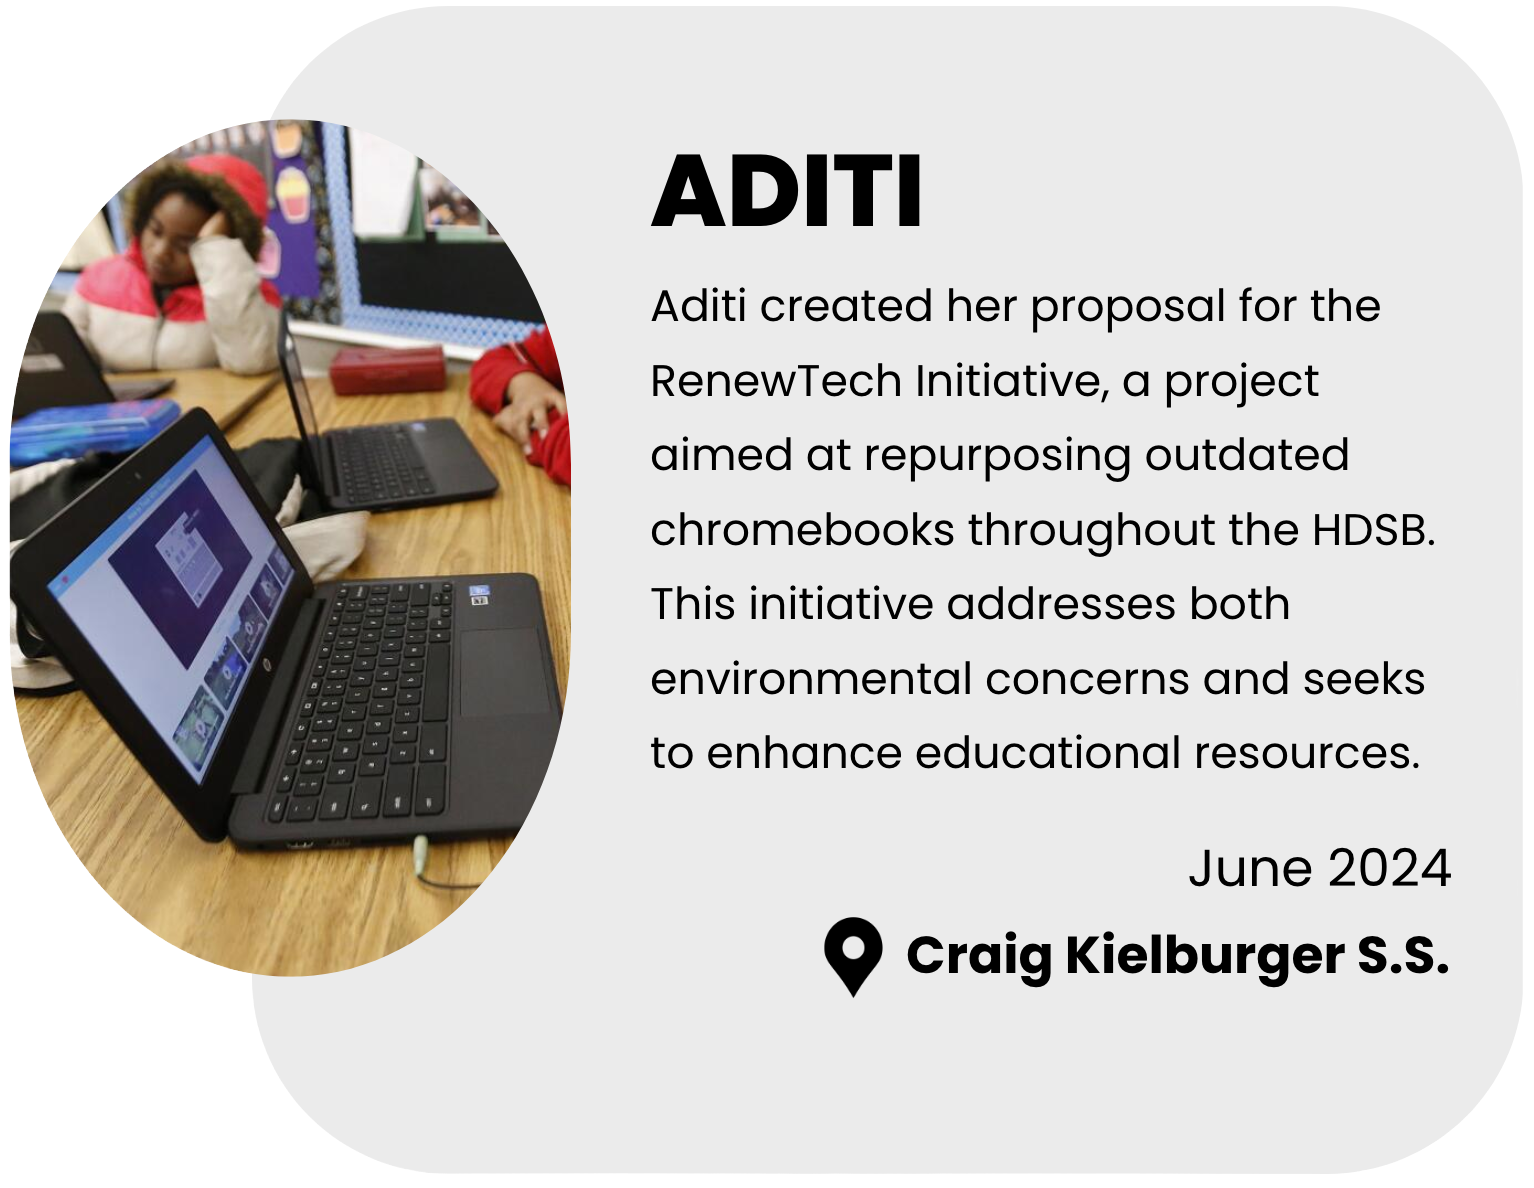 ADITI
Aditi created her proposal for the
RenewTech Initiative, a project
aimed at repurposing outdated
chromebooks throughout the HDSB.
This initiative addresses both
environmental concerns and seeks
to enhance educational resources.
June 2024
Craig Kielburger S.S.